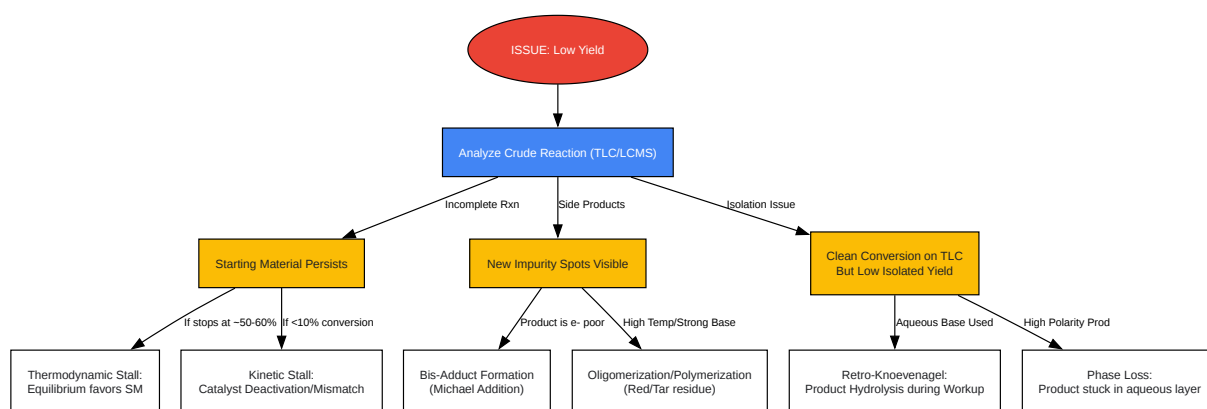 ISSUE: Low Yield
Analyze Crude Reaction (TLC/LCMS)
Incomplete Rxn
Side Products
Isolation Issue
Starting Material Persists
New Impurity Spots Visible
Clean Conversion on TLC
But Low Isolated Yield
If stops at ~50-60%
If <10% conversion
Product is e- poor
High Temp/Strong Base
Aqueous Base Used
High Polarity Prod
Thermodynamic Stall:
Equilibrium favors SM
Kinetic Stall:
Catalyst Deactivation/Mismatch
Bis-Adduct Formation
(Michael Addition)
Oligomerization/Polymerization
(Red/Tar residue)
Retro-Knoevenagel:
Product Hydrolysis during Workup
Phase Loss:
Product stuck in aqueous layer